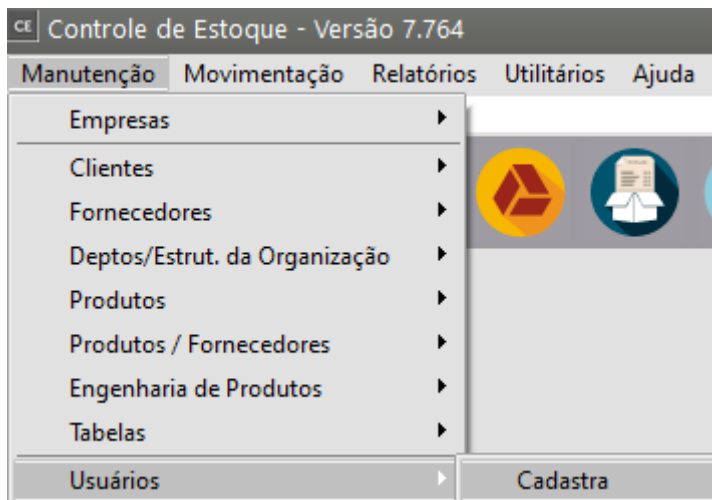 CE Controle de Estoque - Versão 7.764
Manutenção Movimentação Relatórios Utilitários Ajuda
Empresas
Clientes
Fornecedores
Deptos/Estrut. da Organização
Produtos
Produtos / Fornecedores
Engenharia de Produtos
Tabelas
Usuários Cadastra